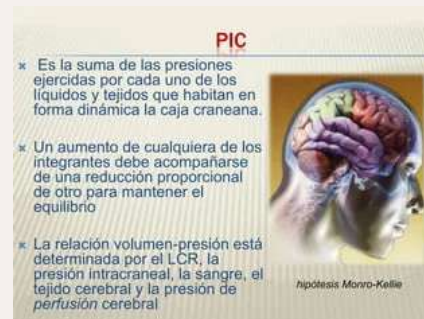 PIC
Es la suma de las presiones
ejercidas por cada uno de los
líquidos y tejidos que habitan en
forma dinámica la caja craneana.
Un aumento de cualquiera de los
integrantes debe acompañarse
de una reducción proporcional
de otro para mantener el
equilibrio
La relación volumen-presión está
determinada por el LCR, la
presión intracraneal, la sangre, el
tejido cerebral y la presión de
perfusión cerebral
hipótesis Monro-Kellie